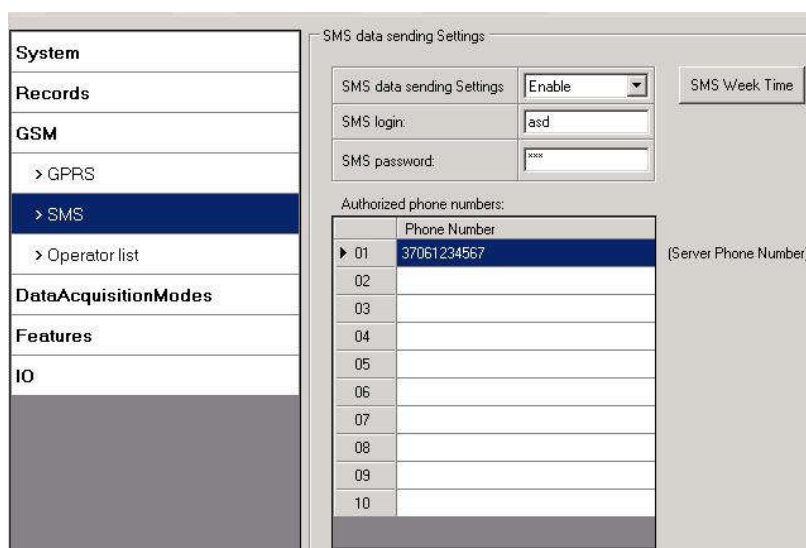 SMS data sending Settings
System
Records
GSM
> GPRS
> SMS
> Operator list
DataAcquisitionModes
Features
IO
SMS data sending Settings
Enable
SMS Week Time
SMS login:
asd
SMS password:
***
Authorized phone numbers:
Phone Number
01
37061234567
(Server Phone Number)
02
03
04
05
06
07
08
09
10